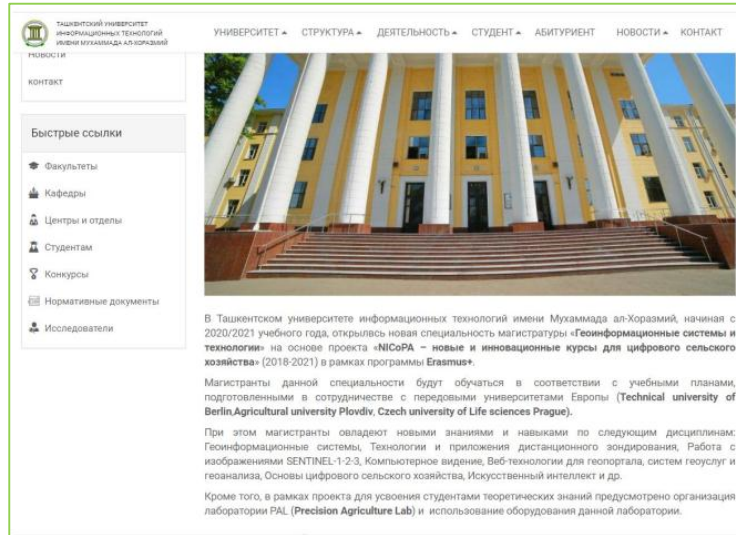 ТАШКЕНТСКИЙ УНИВЕРСИТЕТ
ИНФОРМАЦИОННЫХ ТЕХНОЛОГИЙ
ИМЕНИ МУХАММАДА АЛ-ХОРАЗМИЙ
УНИВЕРСИТЕТ СТРУКТУРА ДЕЯТЕЛЬНОСТЬ СТУДЕНТ АБИТУРИЕНТ НОВОСТИ КОНТАКТ
новости
контакт
Быстрые ссылки
Факультеты
Кафедры
Центры и отделы
Студентам
Конкурсы
Нормативные документы
Исследователи
В Ташкентском университете информационных технологий имени Мухаммада ал-Хоразмий, начиная с
2020/2021 учебного года, открылвсь новая специальность магистратуры «Геоинформационные системы и
технологии» на основе проекта «NICoPA – новые и инновационные курсы для цифрового сельского
хозяйства» (2018-2021) в рамках программы Erasmus+.
Магистранты данной специальности будут обучаться в соответствии с учебными планами,
подготовленными в сотрудничестве с передовыми университетами Европы (Technical university of
Berlin,Agricultural university Plovdiv, Czech university of Life sciences Prague).
При этом магистранты овладеют новыми знаниями и навыками по следующим дисциплинам:
Геоинформационные системы, Технологии и приложения дистанционного зондирования, Работа с
изображениями SENTINEL-1-2-3, Компьютерное видение, Веб-технологии для геопортала, систем геоуслуг и
геоанализа, Основы цифрового сельского хозяйства, Искусственный интеллект и др.
Кроме того, в рамках проекта для усвоения студентами теоретических знаний предусмотрено организация
лаборатории PAL (Precision Agriculture Lab) и использование оборудования данной лаборатории.